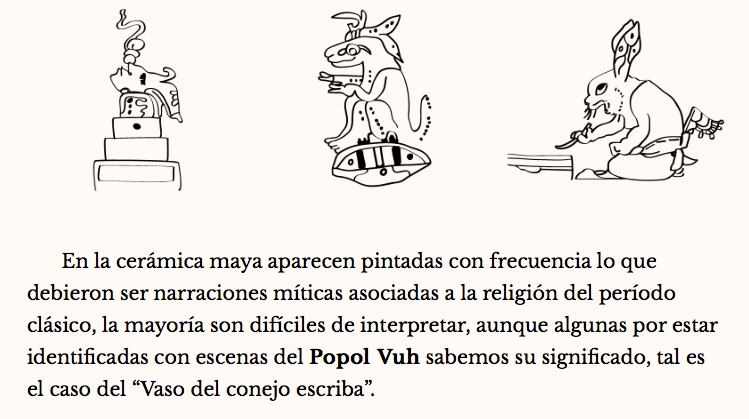 En la cerámica maya aparecen pintadas con frecuencia lo que
debieron ser narraciones míticas asociadas a la religión del período
clásico, la mayoría son difíciles de interpretar, aunque algunas por estar
identificadas con escenas del Popol Vuh sabemos su significado, tal es
el caso del “Vaso del conejo escriba”.